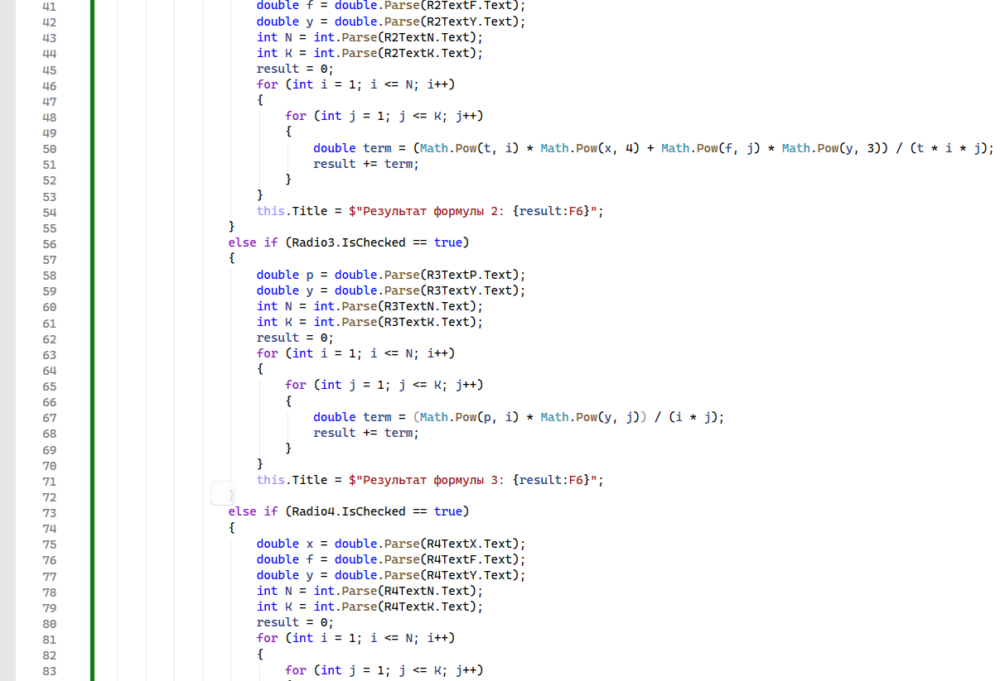 41 double f = double.Parse(R2TextF.Text);
42 double y = double.Parse(R2TextY.Text);
43 int N = int.Parse(R2TextN.Text);
44 int K = int.Parse(R2TextK.Text);
45 result = 0;
46 for (int i = 1; i <= N; i++)
47 {
48 for (int j = 1; j <= K; j++)
49 {
50 double term = (Math.Pow(t, i) * Math.Pow(x, 4) + Math.Pow(f, j) * Math.Pow(y, 3)) / (t * i * j);
51 result += term;
52 }
53 }
54 this.Title = $"Результат формулы 2: {result:F6}";
55 }
56 else if (Radio3.IsChecked == true)
57 {
58 double p = double.Parse(R3TextP.Text);
59 double y = double.Parse(R3TextY.Text);
60 int N = int.Parse(R3TextN.Text);
61 int K = int.Parse(R3TextK.Text);
62 result = 0;
63 for (int i = 1; i <= N; i++)
64 {
65 for (int j = 1; j <= K; j++)
66 {
67 double term = (Math.Pow(p, i) * Math.Pow(y, j)) / (i * j);
68 result += term;
69 }
70 }
71 this.Title = $"Результат формулы 3: {result:F6}";
72 }
73 else if (Radio4.IsChecked == true)
74 {
75 double x = double.Parse(R4TextX.Text);
76 double f = double.Parse(R4TextF.Text);
77 double y = double.Parse(R4TextY.Text);
78 int N = int.Parse(R4TextN.Text);
79 int K = int.Parse(R4TextK.Text);
80 result = 0;
81 for (int i = 1; i <= N; i++)
82 {
83 for (int j = 1; j <= K; j++)